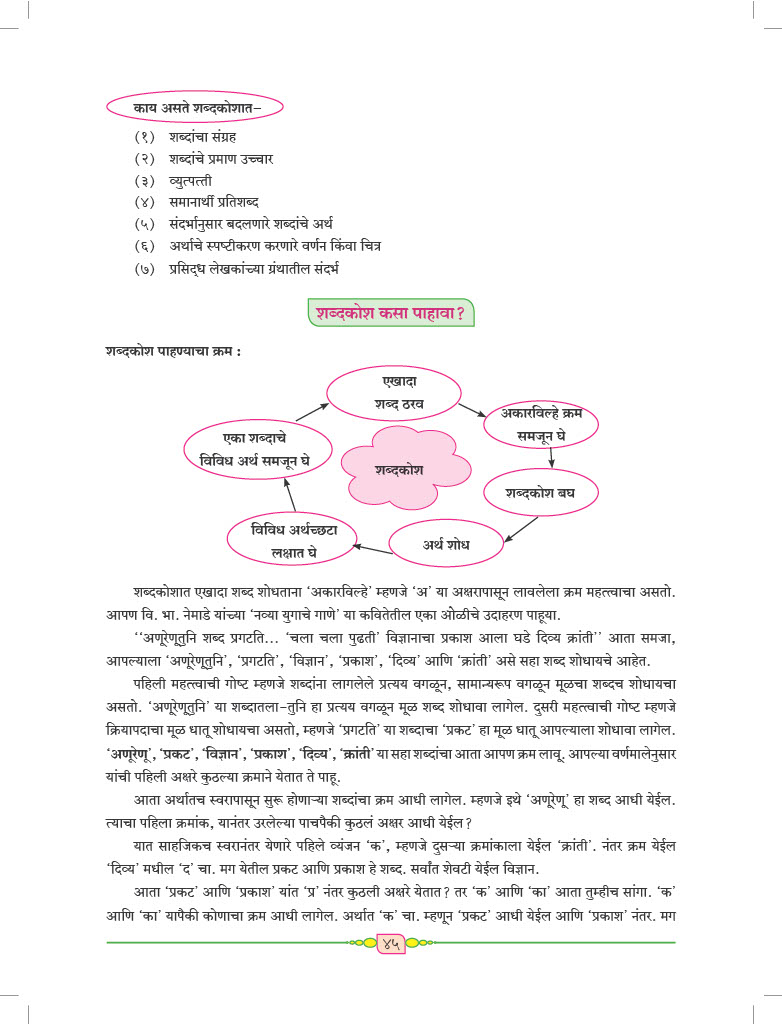 काय असते शब्दकोशात–
(१) शब्दांचा संग्रह
(२) शब्दांचे प्रमाण उच्चार
(३) व्युत्पत्ती
(४) समानार्थी प्रतिशब्द
(५) संदर्भानुसार बदलणारे शब्दांचे अर्थ
(६) अर्थाचे स्पष्टीकरण करणारे वर्णन किंवा चित्र
(७) प्रसिद्ध लेखकांच्या ग्रंथातील संदर्भ
शब्दकोश कसा पाहावा?
शब्दकोश पाहण्याचा क्रम :
एखादा
शब्द ठरव
अकारविल्हे क्रम
समजून घे
शब्दकोश बघ
अर्थ शोध
विविध अर्थच्छटा
लक्षात घे
एका शब्दाचे
विविध अर्थ समजून घे
शब्दकोश
शब्दकोशात एखादा शब्द शोधताना ‘अकारविल्हे’ म्हणजे ‘अ’ या अक्षरापासून लावलेला क्रम महत्त्वाचा असतो.
आपण वि. भा. नेमाडे यांच्या ‘नव्या युगाचे गाणे’ या कवितेतील एका ओळीचे उदाहरण पाहूया.
‘‘अणूरेणूतुनि शब्द प्रगटति... ‘चला चला पुढती’ विज्ञानाचा प्रकाश आला घडे दिव्य क्रांती’’ आता समजा,
आपल्याला ‘अणूरेणूतुनि’, ‘प्रगटति’, ‘विज्ञान’, ‘प्रकाश’, ‘दिव्य’ आणि ‘क्रांती’ असे सहा शब्द शोधायचे आहेत.
पहिली महत्त्वाची गोष्ट म्हणजे शब्दांना लागलेले प्रत्यय वगळून, सामान्यरूप वगळून मूळचा शब्दच शोधायचा
असतो. ‘अणूरेणूतुनि’ या शब्दातला–तुनि हा प्रत्यय वगळून मूळ शब्द शोधावा लागेल. दुसरी महत्त्वाची गोष्ट म्हणजे
क्रियापदाचा मूळ धातू शोधायचा असतो, म्हणजे ‘प्रगटति’ या शब्दाचा ‘प्रकट’ हा मूळ धातू आपल्याला शोधावा लागेल.
‘अणूरेणू’, ‘प्रकट’, ‘विज्ञान’, ‘प्रकाश’, ‘दिव्य’, ‘क्रांती’ या सहा शब्दांचा आता आपण क्रम लावू. आपल्या वर्णमालेनुसार
यांची पहिली अक्षरे कुठल्या क्रमाने येतात ते पाहू.
आता अर्थातच स्वरापासून सुरू होणाऱ्या शब्दांचा क्रम आधी लागेल. म्हणजे इथे ‘अणूरेणू’ हा शब्द आधी येईल.
त्याचा पहिला क्रमांक, यानंतर उरलेल्या पाचपैकी कुठलं अक्षर आधी येईल?
यात साहजिकच स्वरानंतर येणारे पहिले व्यंजन ‘क’, म्हणजे दुसऱ्या क्रमांकाला येईल ‘क्रांती’. नंतर क्रम येईल
‘दिव्य’ मधील ‘द’ चा. मग येतील प्रकट आणि प्रकाश हे शब्द. सर्वांत शेवटी येईल विज्ञान.
आता ‘प्रकट’ आणि ‘प्रकाश’ यांत ‘प्र’ नंतर कुठली अक्षरे येतात? तर ‘क’ आणि ‘का’ आता तुम्हीच सांगा. ‘क’
आणि ‘का’ यापैकी कोणाचा क्रम आधी लागेल. अर्थात ‘क’ चा. म्हणून ‘प्रकट’ आधी येईल आणि ‘प्रकाश’ नंतर. मग
४५